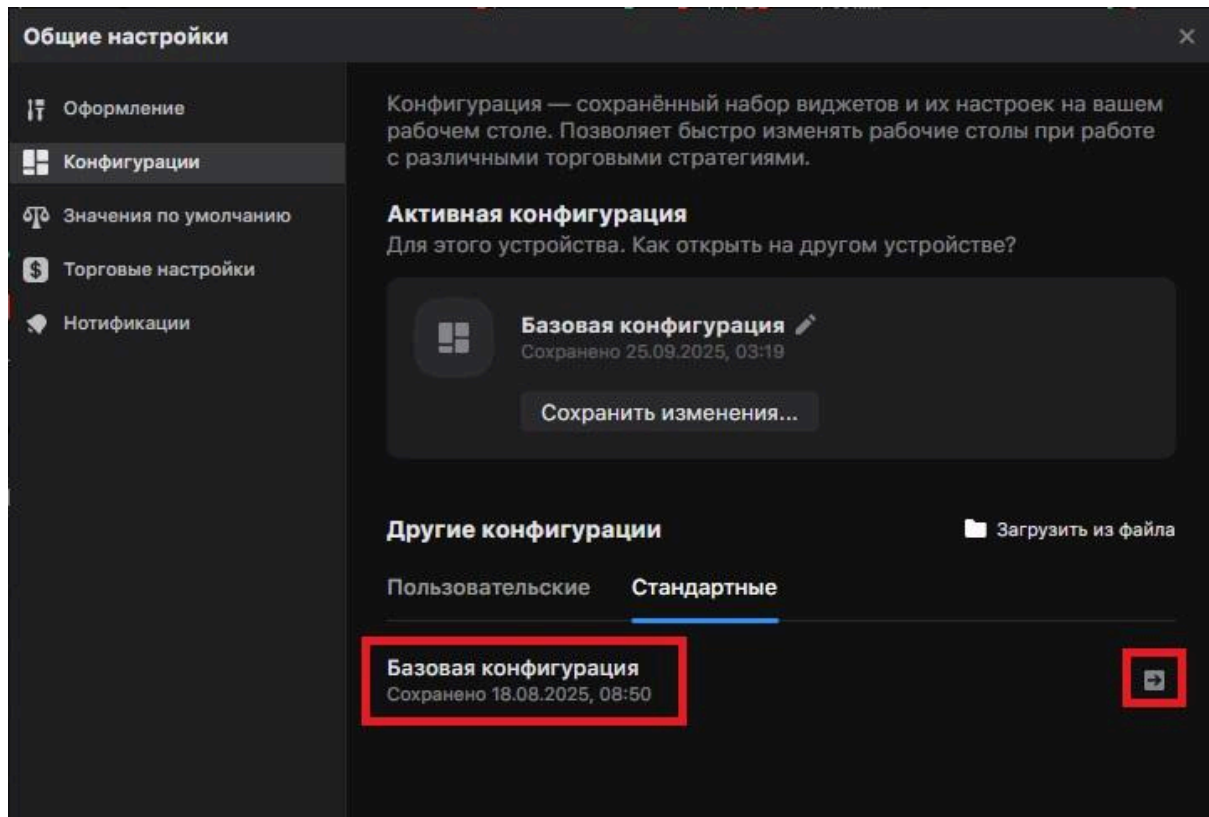 Общие настройки
Оформление
Конфигурации
Значения по умолчанию
Торговые настройки
Нотификации
Конфигурация — сохранённый набор виджетов и их настроек на вашем
рабочем столе. Позволяет быстро изменять рабочие столы при работе
с различными торговыми стратегиями.
Активная конфигурация
Для этого устройства. Как открыть на другом устройстве?
Базовая конфигурация
Сохранено 25.09.2025, 03:19
Сохранить изменения...
Другие конфигурации
Загрузить из файла
Пользовательские
Стандартные
Базовая конфигурация
Сохранено 18.08.2025, 08:50